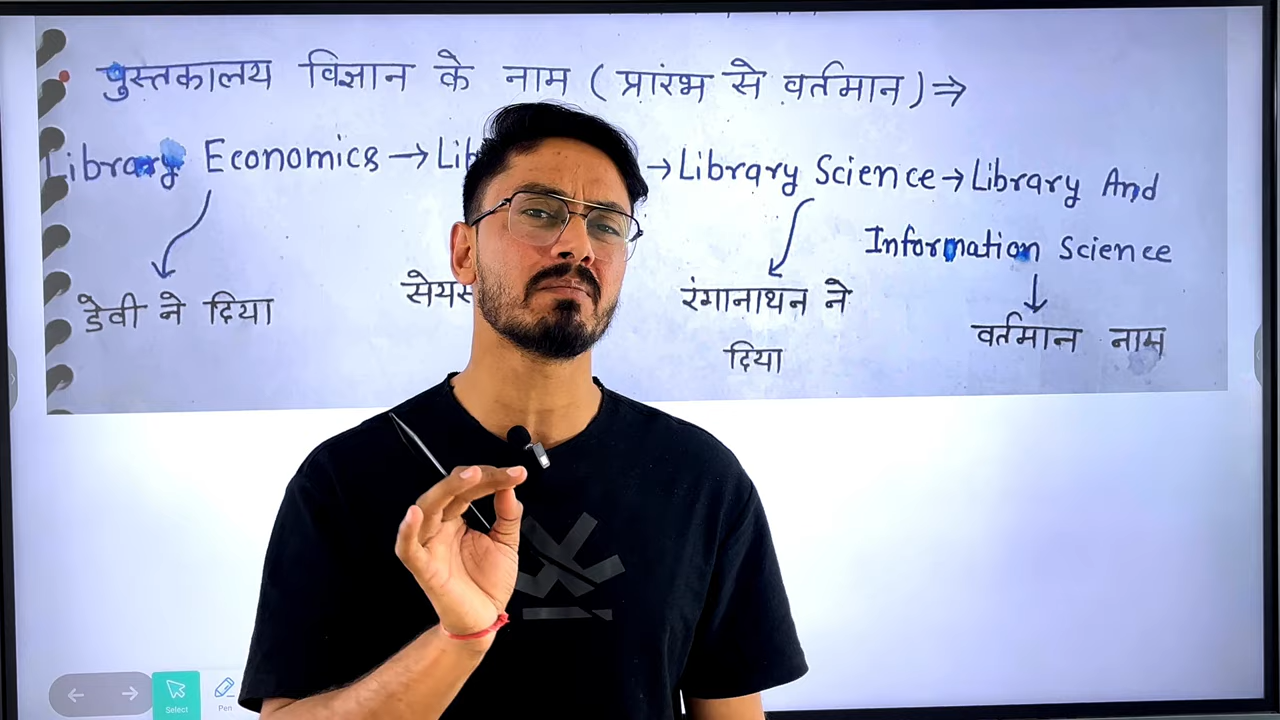 पुस्तकालय विज्ञान के नाम (प्रारंभ से वर्तमान) ⇒
Library Economics → → Library Science → Library And
Information Science
डेवी ने दिया
रंगानाथन ने
दिया
वर्तमान नाम
Select
Pen